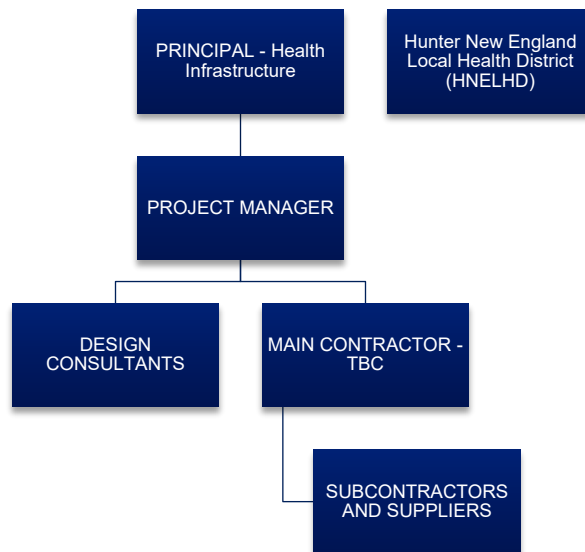 PRINCIPAL - Health
Infrastructure
Hunter New England
Local Health District
(HNELHD)
PROJECT MANAGER
DESIGN
CONSULTANTS
MAIN CONTRACTOR -
TBC
SUBCONTRACTORS
AND SUPPLIERS